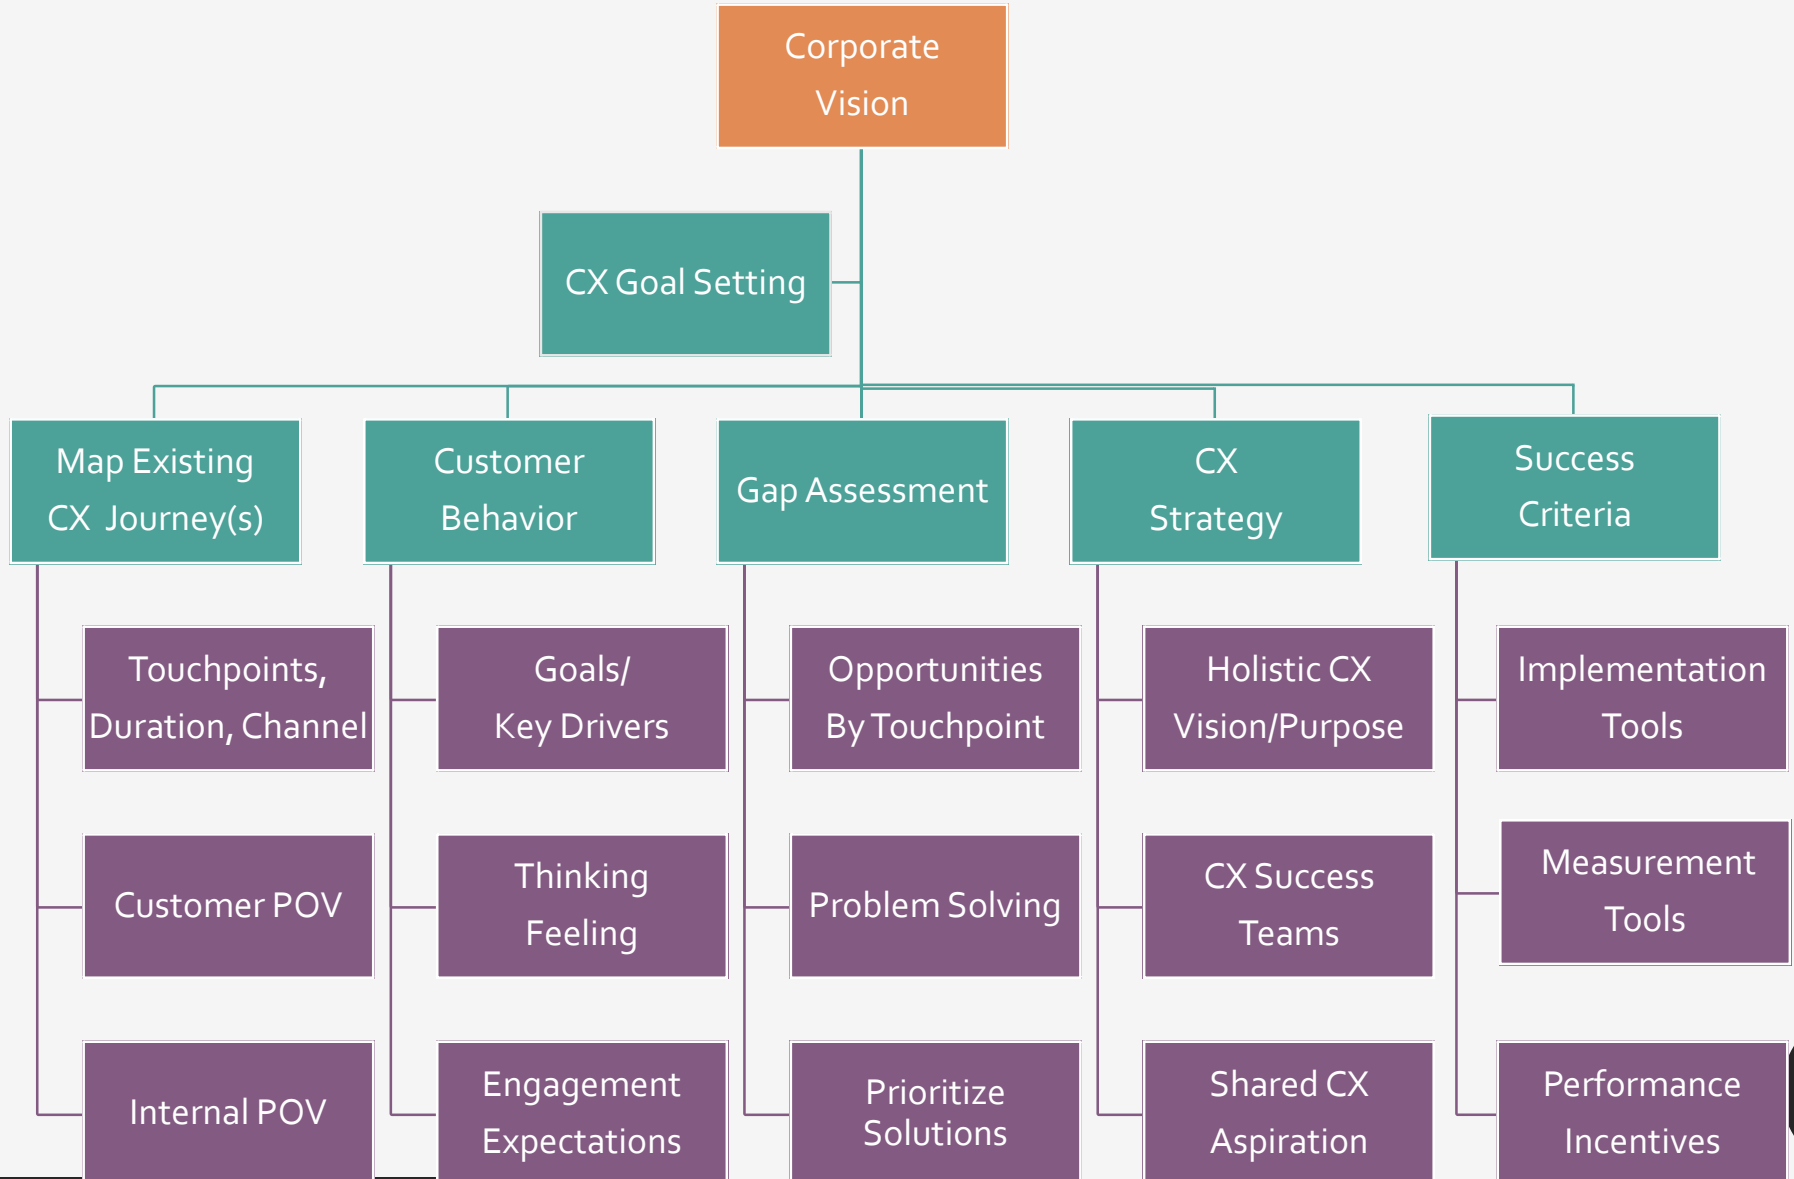 Corporate
Vision
CX Goal Setting
Map Existing
CX Journey(s)
Customer
Behavior
Gap Assessment
CX
Strategy
Success
Criteria
Touchpoints,
Duration, Channel
Goals/
Key Drivers
Opportunities
By Touchpoint
Holistic CX
Vision/Purpose
Implementation
Tools
Customer POV
Thinking
Feeling
Problem Solving
CX Success
Teams
Measurement
Tools
Internal POV
Engagement
Expectations
Prioritize
Solutions
Shared CX
Aspiration
Performance
Incentives